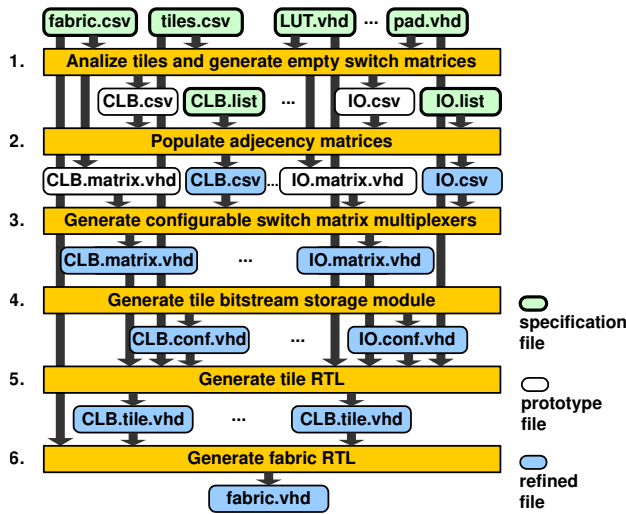 fabric.csv tiles.csv LUT.vhd ... pad.vhd
1. Analize tiles and generate empty switch matrices
CLB.csv CLB.list ... IO.csv IO.list
2. Populate adjecency matrices
CLB.matrix.vhd CLB.csv ... IO.matrix.vhd IO.csv
3. Generate configurable switch matrix multiplexers
CLB.matrix.vhd ... IO.matrix.vhd
4. Generate tile bitstream storage module
CLB.conf.vhd ... IO.conf.vhd
5. Generate tile RTL
CLB.tile.vhd ... CLB.tile.vhd
6. Generate fabric RTL
fabric.vhd
specification
file
prototype
file
refined
file